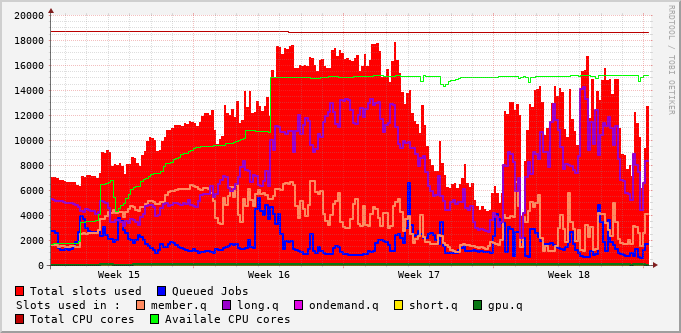 20000
18000
16000
14000
12000
10000
8000
6000
4000
2000
0
Week 15 Week 16 Week 17 Week 18
Total slots used Queued Jobs
Slots used in : member.q long.q ondemand.q short.q gpu.q
Total CPU cores Availale CPU cores
RRDTOOL / TOBI OETIKER